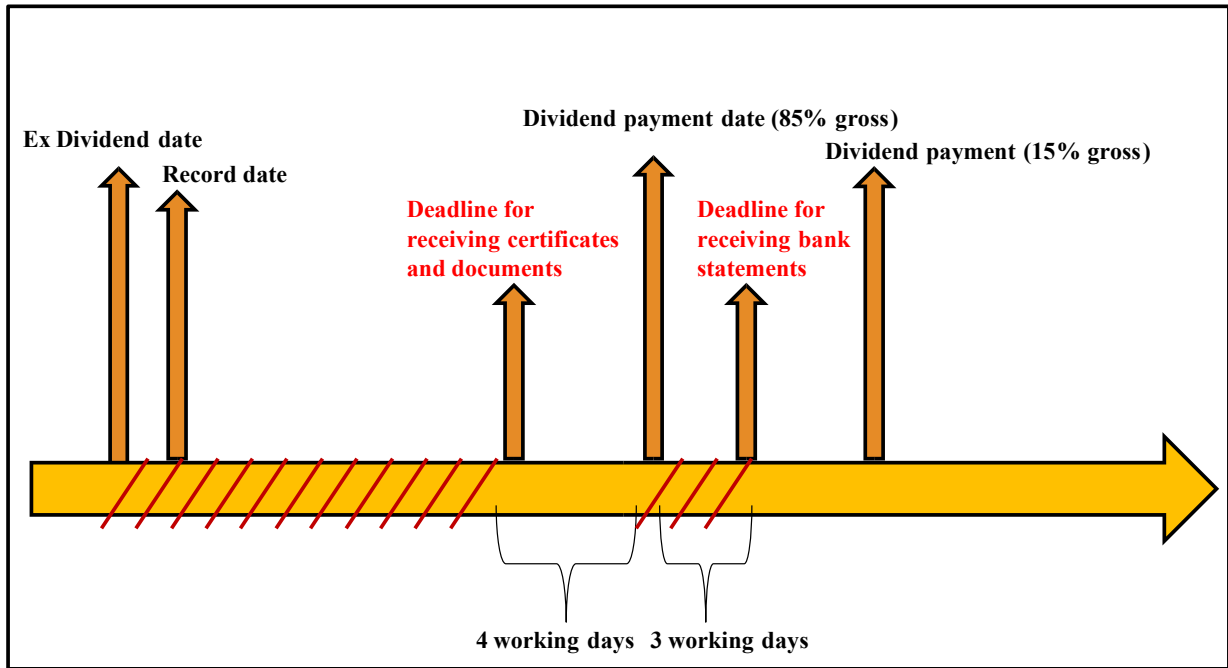 Ex Dividend date
Record date
Deadline for
receiving certificates
and documents
Dividend payment date (85% gross)
Deadline for
receiving bank
statements
Dividend payment (15% gross)
4 working days
3 working days